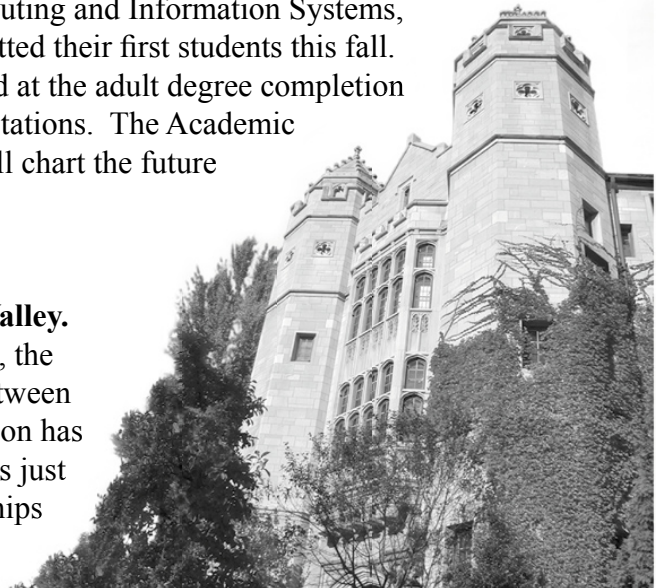 uting and Information Systems,
tted their first students this fall.
d at the adult degree completion
tations. The Academic
ll chart the future
alley.
, the
tween
on has
s just
hips